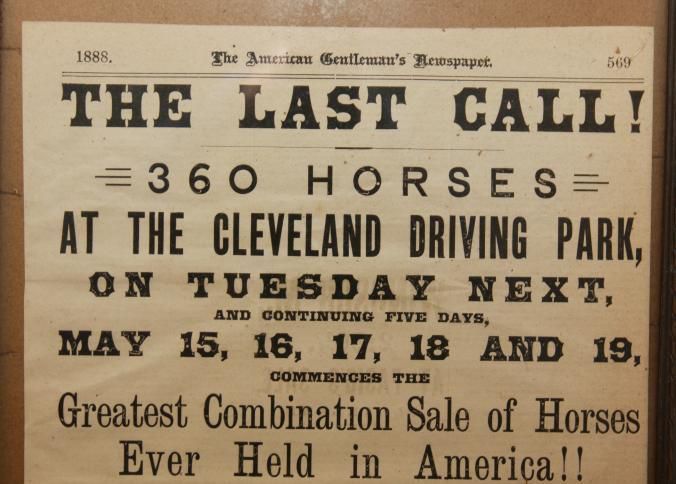 1888. The American Gentleman's Newspaper. 569
THE LAST CALL!
360 HORSES
AT THE CLEVELAND DRIVING PARK,
ON TUESDAY NEXT,
AND CONTINUING FIVE DAYS,
MAY 15, 16, 17, 18 AND 19,
COMMENCES THE
Greatest Combination Sale of Horses
Ever Held in America!!